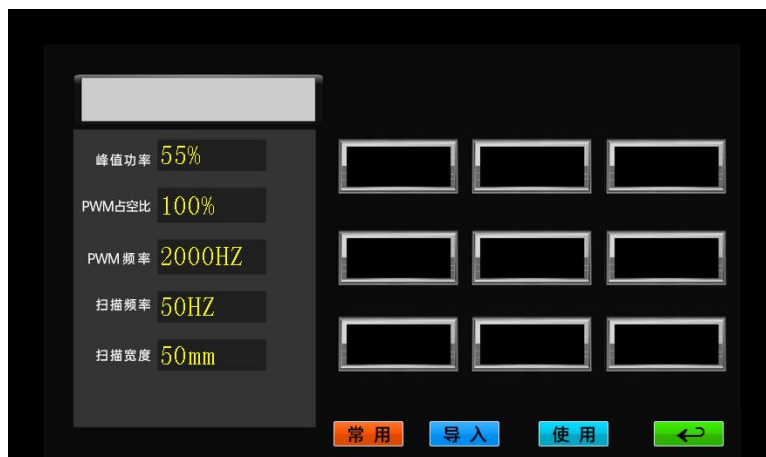 峰值功率 55%
PWM占空比 100%
PWM 频率 2000HZ
扫描频率 50HZ
扫描宽度 50mm
常用 导入 使用